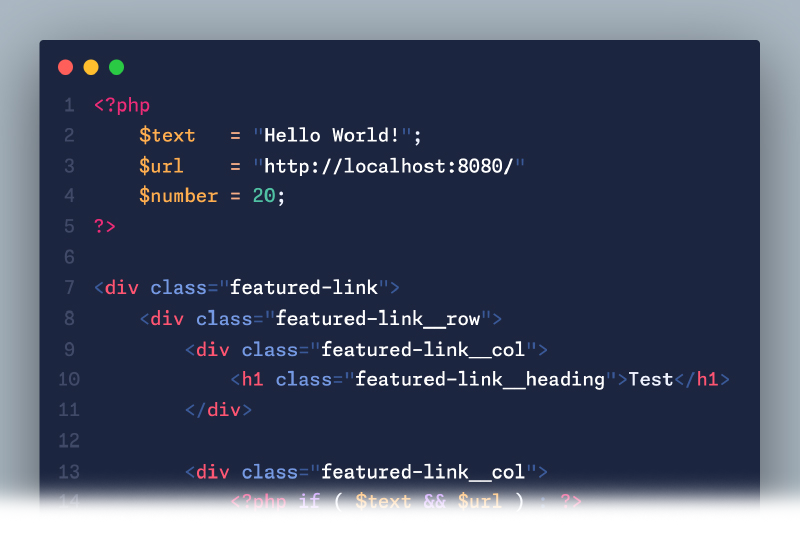 1 <?php
2     $text   = "Hello World!";
3     $url    = "http://localhost:8080/"
4     $number = 20;
5 ?>
6
7 <div class="featured-link">
8     <div class="featured-link__row">
9         <div class="featured-link__col">
10             <h1 class="featured-link__heading">Test</h1>
11         </div>
12
13         <div class="featured-link__col">
14             <?php if ( $text && $url ) : ?>